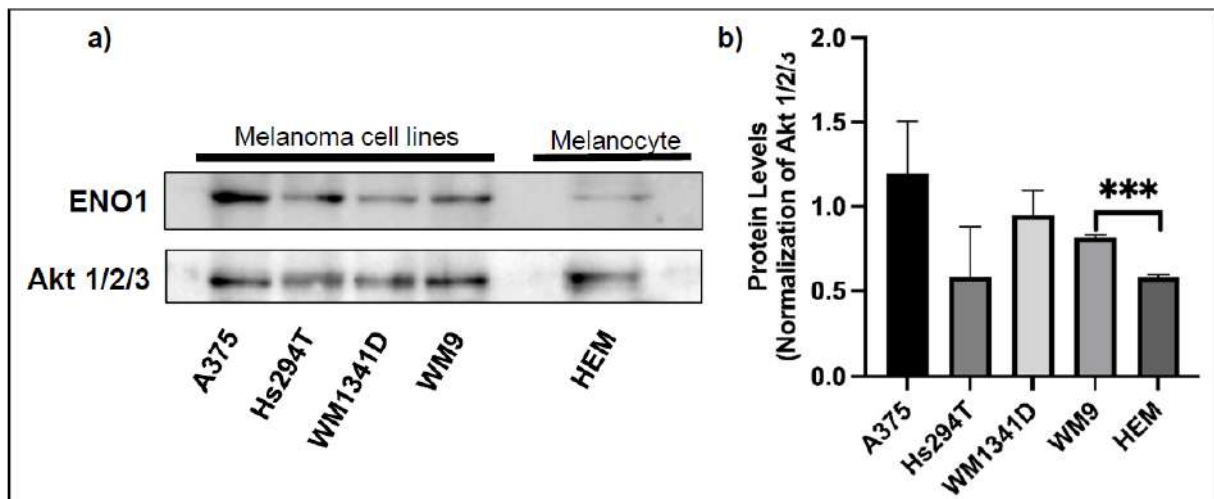 a)
Melanoma cell lines
Melanocyte
ENO1
Akt 1/2/3
A375
Hs294T
WM1341D
WM9
HEM
b)
Protein Levels
(Normalization of Akt 1/2/3
2.0
1.5
1.0
0.5
0.0
***
A375
Hs294T
WM1341D
WM9
HEM